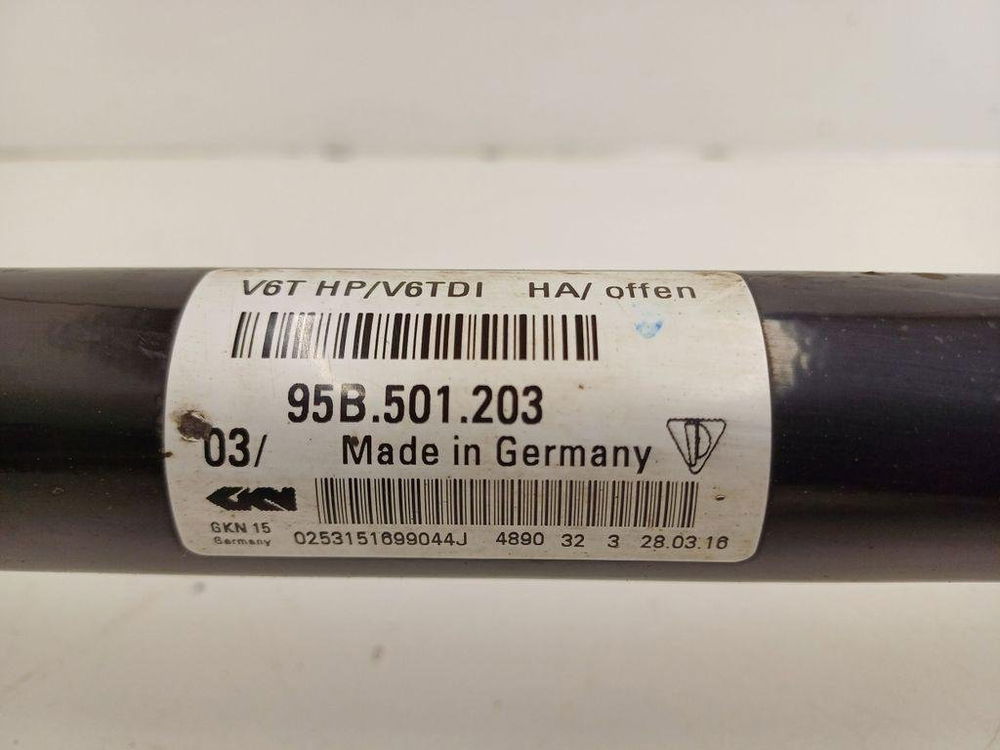 V6T HP/V6TDI HA/ offen
95B.501.203
03/ Made in Germany
GKN
GKN 15
Germany
0253151699044J 4890 32 3 28.03.16